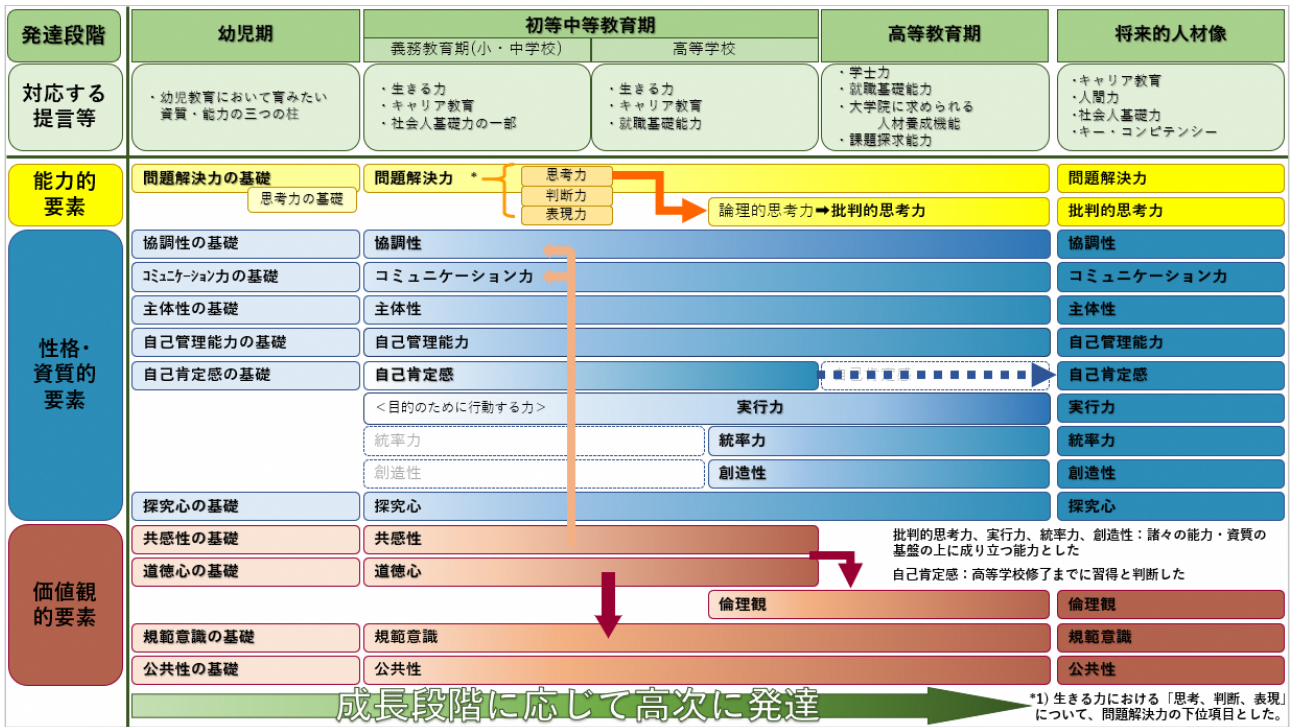 発達段階
幼児期
初等中等教育期
義務教育期(小・中学校)
高等学校
高等教育期
将来的人材像
対応する
提言等
・幼児教育において育みたい
資質・能力の三つの柱
・生きる力
・キャリア教育
・社会人基礎力の一部
・生きる力
・キャリア教育
・就職基礎能力
・学士力
・就職基礎能力
・大学院に求められる
人材養成機能
・課題探求能力
・キャリア教育
・人間力
・社会人基礎力
・キー・コンピテンシー
能力的
要素
問題解決力の基礎
思考力の基礎
問題解決力 *
思考力
判断力
表現力
問題解決力
論理的思考力➡批判的思考力
批判的思考力
性格・
資質的
要素
協調性の基礎
協調性
協調性
コミュニケーション力の基礎
コミュニケーション力
コミュニケーション力
主体性の基礎
主体性
主体性
自己管理能力の基礎
自己管理能力
自己管理能力
自己肯定感の基礎
自己肯定感
自己肯定感
自己肯定感
<目的のために行動する力>
実行力
実行力
統率力
統率力
統率力
創造性
創造性
創造性
探究心の基礎
探究心
探究心
価値観
的要素
共感性の基礎
共感性
批判的思考力、実行力、統率力、創造性:諸々の能力・資質の
基盤の上に成り立つ能力とした
道徳心の基礎
道徳心
自己肯定感:高等学校修了までに習得と判断した
倫理観
倫理観
規範意識の基礎
規範意識
規範意識
公共性の基礎
公共性
公共性
成長段階に応じて高次に発達
*1) 生きる力における「思考、判断、表現」
について、問題解決力の下位項目とした。